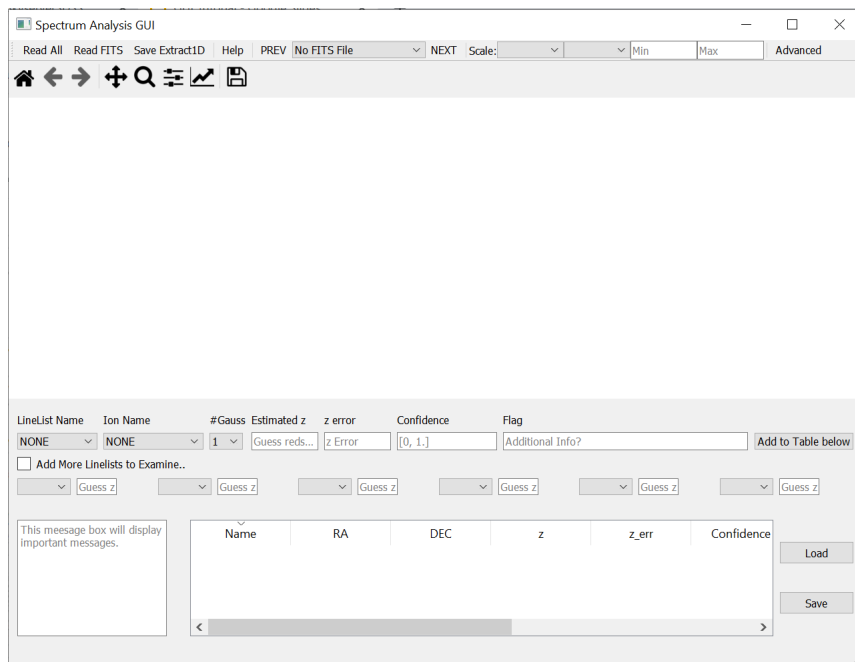 Spectrum Analysis GUI
Read All Read FITS Save Extract1D Help PREV No FITS File NEXT Scale: Min Max Advanced
LineList Name Ion Name #Gauss Estimated z z error Confidence Flag
NONE NONE 1 Guess reds... z Error [0, 1.] Additional Info? Add to Table below
Add More Linelists to Examine..
Guess z Guess z Guess z Guess z Guess z Guess z
This meesage box will display
important messages.
Name RA DEC z z_err Confidence
Load
Save